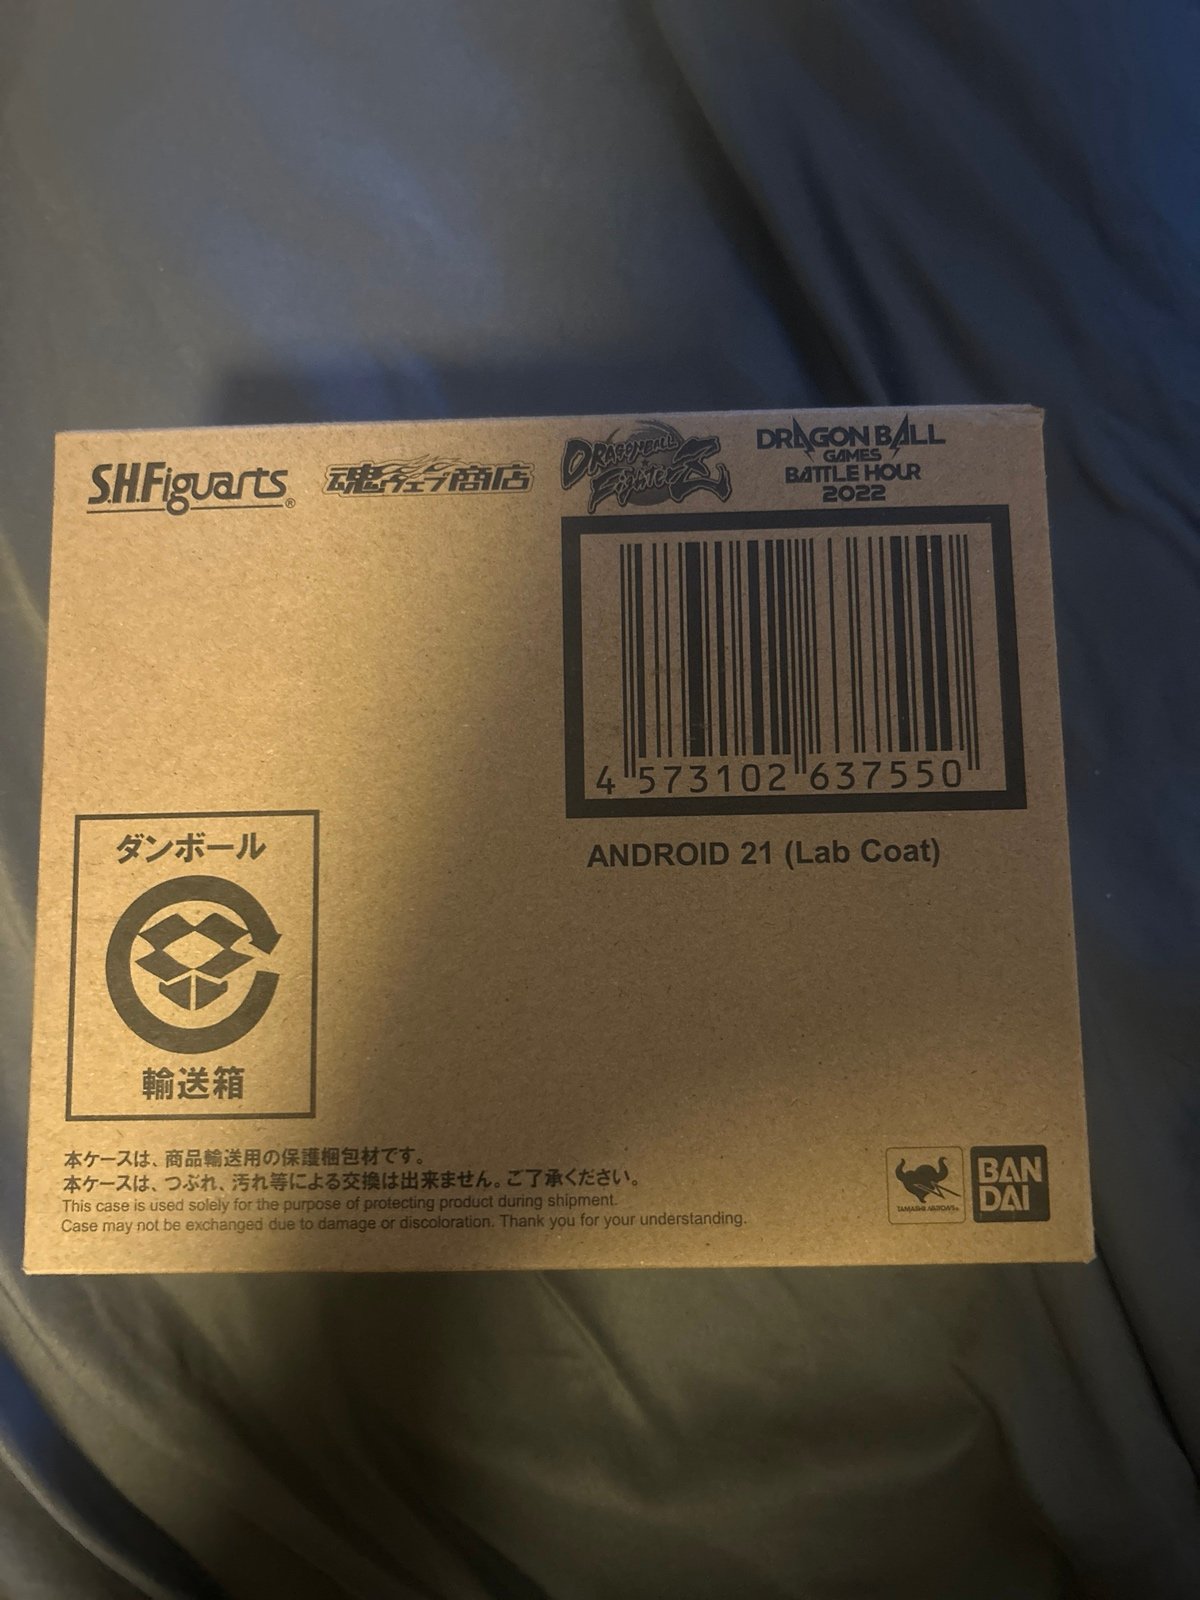 S.H.Figuarts®
魂ウェブ商店
DRAGONBALL
FighterZ
DRAGON BALL
GAMES
BATTLE HOUR
2022
4 573102 637550
ANDROID 21 (Lab Coat)
ダンボール
輸送箱
本ケースは、商品輸送用の保護梱包材です。
本ケースは、つぶれ、汚れ等による交換は出来ません。ご了承ください。
This case is used solely for the purpose of protecting product during shipment.
Case may not be exchanged due to damage or discoloration. Thank you for your understanding.
TAMASHII NATIONS
BAN
DAI